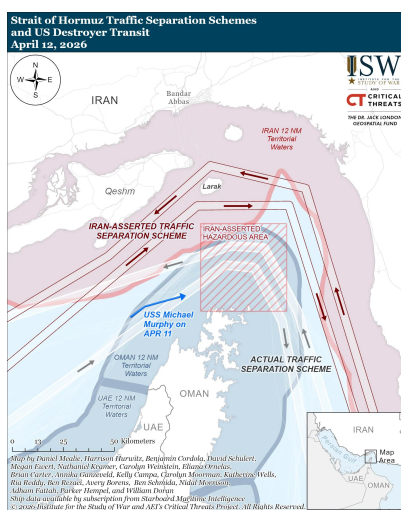 Strait of Hormuz Traffic Separation Schemes
and US Destroyer Transit
April 12, 2026
N
W
E
S
ISW
INSTITUTE FOR THE
STUDY OF WAR
AND
CT CRITICAL
THREATS
THE DR. JACK LONDON
GEOSPATIAL FUND
IRAN
Bandar
Abbas
IRAN 12 NM
Territorial
Waters
Qeshm
Larak
IRAN-ASSERTED TRAFFIC
SEPARATION SCHEME
IRAN-ASSERTED
HAZARDOUS AREA
USS Michael
Murphy on
APR 11
OMAN 12 NM
Territorial
Waters
ACTUAL TRAFFIC
SEPARATION SCHEME
UAE 12 NM
Territorial
Waters
OMAN
UAE
0 13 25 50 Kilometers
Map by Daniel Mealie, Harrison Hurwitz, Benjamin Cordola, David Schulert,
Megan Ewert, Nathaniel Kramer, Carolyn Weinstein, Eliana Ornelas,
Brian Carter, Annika Ganzeveld, Kelly Campa, Carolyn Moorman, Katherine Wells,
Ria Reddy, Ben Rezaei, Avery Borens, Ben Schmida, Nidal Morrison,
Adham Fattah, Parker Hempel, and William Doran
Ship data available by subscription from Starboard Maritime Intelligence
© 2026 Institute for the Study of War and AEI's Critical Threats Project. All Rights Reserved.
IRAN
Persian Gulf
Map
Area
UAE
OMAN